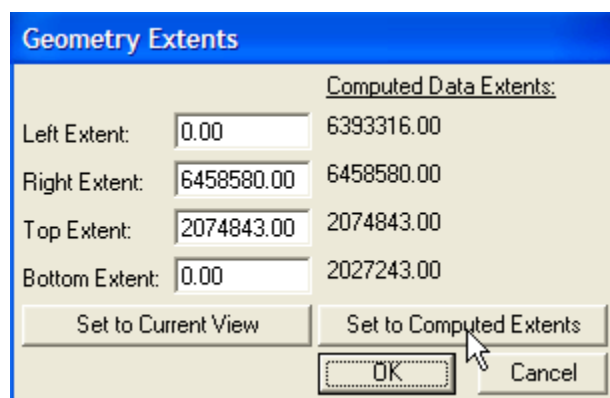 Geometry Extents
Computed Data Extents:
Left Extent: 0.00 6393316.00
Right Extent: 6458580.00 6458580.00
Top Extent: 2074843.00 2074843.00
Bottom Extent: 0.00 2027243.00
Set to Current View Set to Computed Extents
OK Cancel